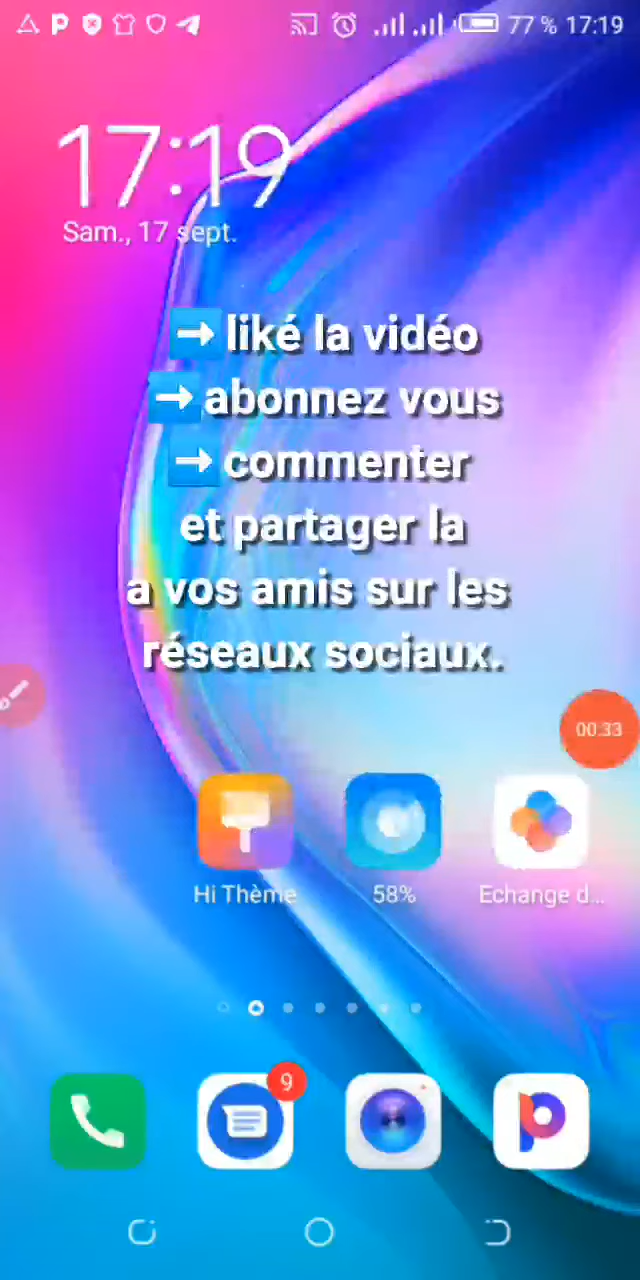 77 % 17:19
17:19
Sam., 17 sept.
➡ liké la vidéo
➡ abonnez vous
➡ commenter
et partager la
a vos amis sur les
réseaux sociaux.
00:33
Hi Thème
58%
Echange d...
9